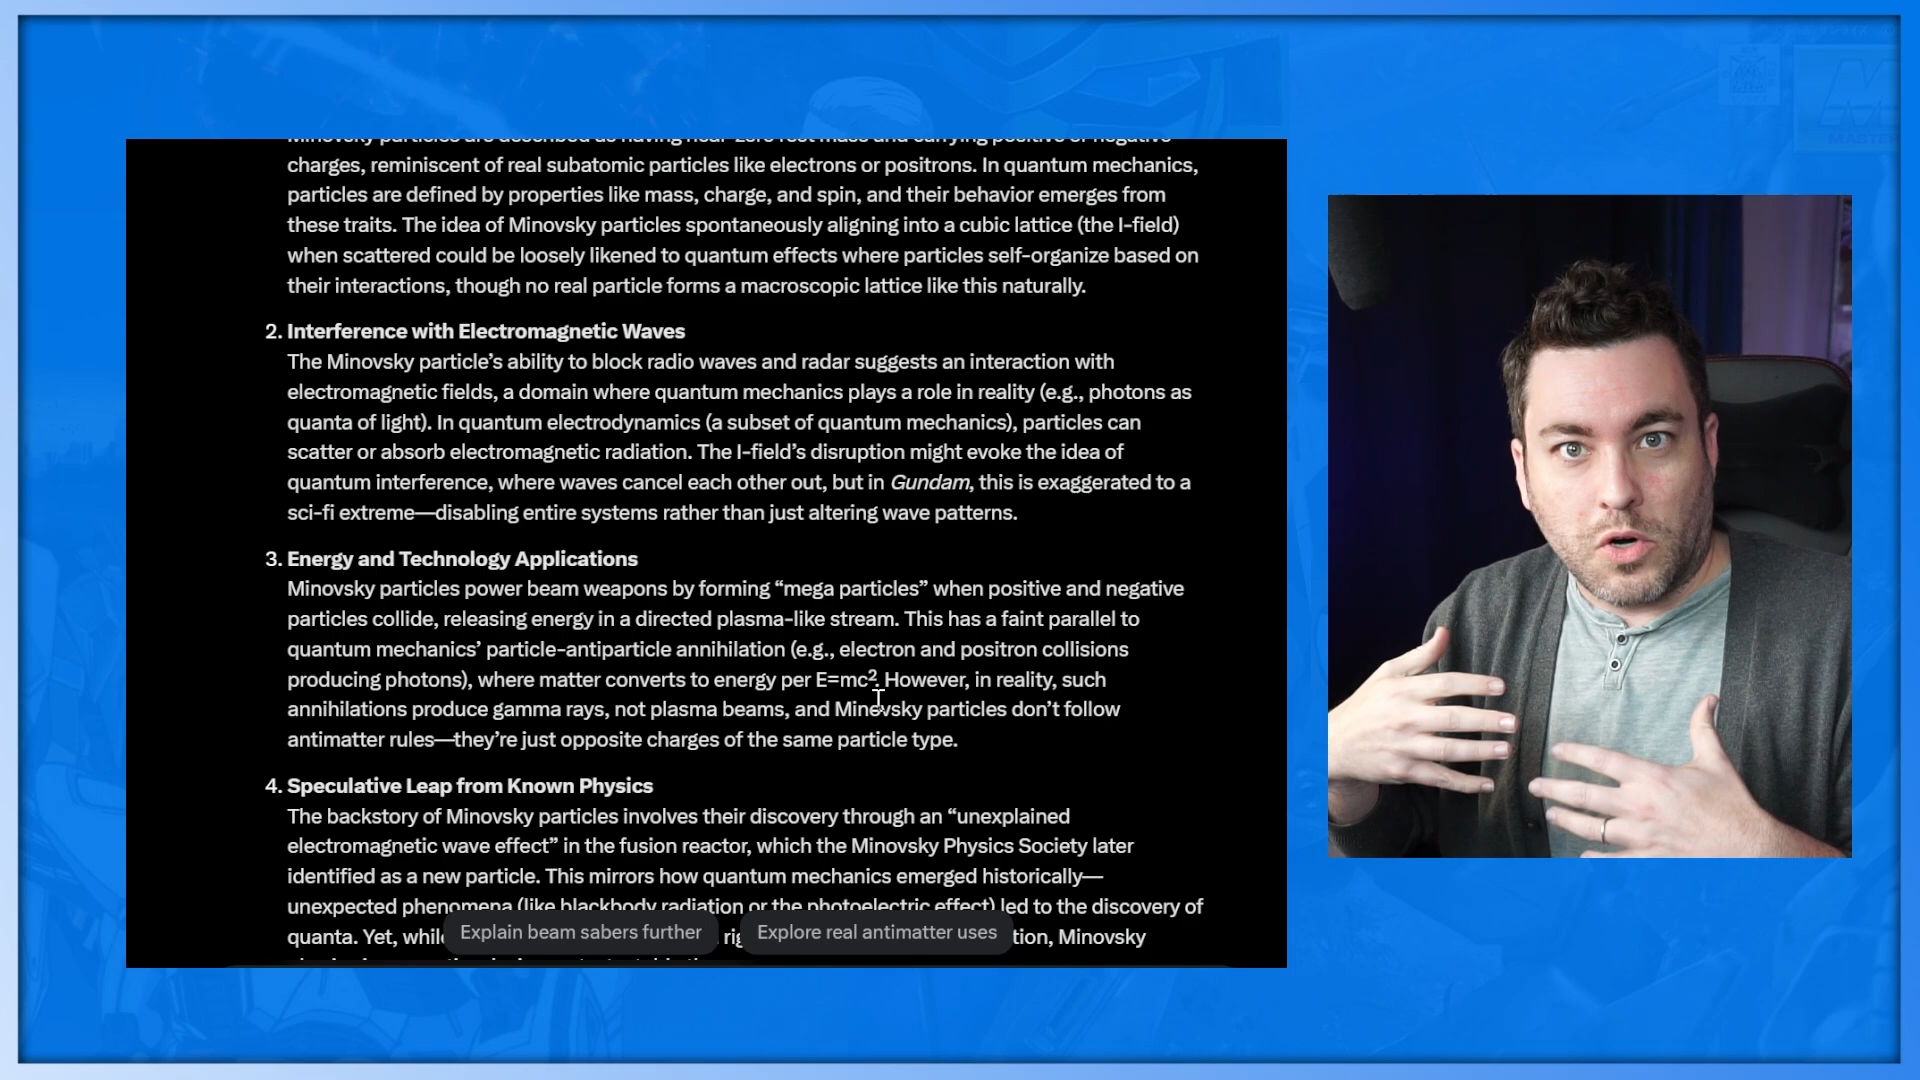 Minovsky particles are described as having near-zero rest mass and carrying positive or negative
charges, reminiscent of real subatomic particles like electrons or positrons. In quantum mechanics,
particles are defined by properties like mass, charge, and spin, and their behavior emerges from
these traits. The idea of Minovsky particles spontaneously aligning into a cubic lattice (the I-field)
when scattered could be loosely likened to quantum effects where particles self-organize based on
their interactions, though no real particle forms a macroscopic lattice like this naturally.
2. Interference with Electromagnetic Waves
The Minovsky particle’s ability to block radio waves and radar suggests an interaction with
electromagnetic fields, a domain where quantum mechanics plays a role in reality (e.g., photons as
quanta of light). In quantum electrodynamics (a subset of quantum mechanics), particles can
scatter or absorb electromagnetic radiation. The I-field’s disruption might evoke the idea of
quantum interference, where waves cancel each other out, but in Gundam, this is exaggerated to a
sci-fi extreme—disabling entire systems rather than just altering wave patterns.
3. Energy and Technology Applications
Minovsky particles power beam weapons by forming “mega particles” when positive and negative
particles collide, releasing energy in a directed plasma-like stream. This has a faint parallel to
quantum mechanics’ particle-antiparticle annihilation (e.g., electron and positron collisions
producing photons), where matter converts to energy per E=mc². However, in reality, such
annihilations produce gamma rays, not plasma beams, and Minovsky particles don’t follow
antimatter rules—they’re just opposite charges of the same particle type.
4. Speculative Leap from Known Physics
The backstory of Minovsky particles involves their discovery through an “unexplained
electromagnetic wave effect” in the fusion reactor, which the Minovsky Physics Society later
identified as a new particle. This mirrors how quantum mechanics emerged historically—
unexpected phenomena (like blackbody radiation or the photoelectric effect) led to the discovery of
quanta. Yet, Minovsky
Explain beam sabers further
Explore real antimatter uses